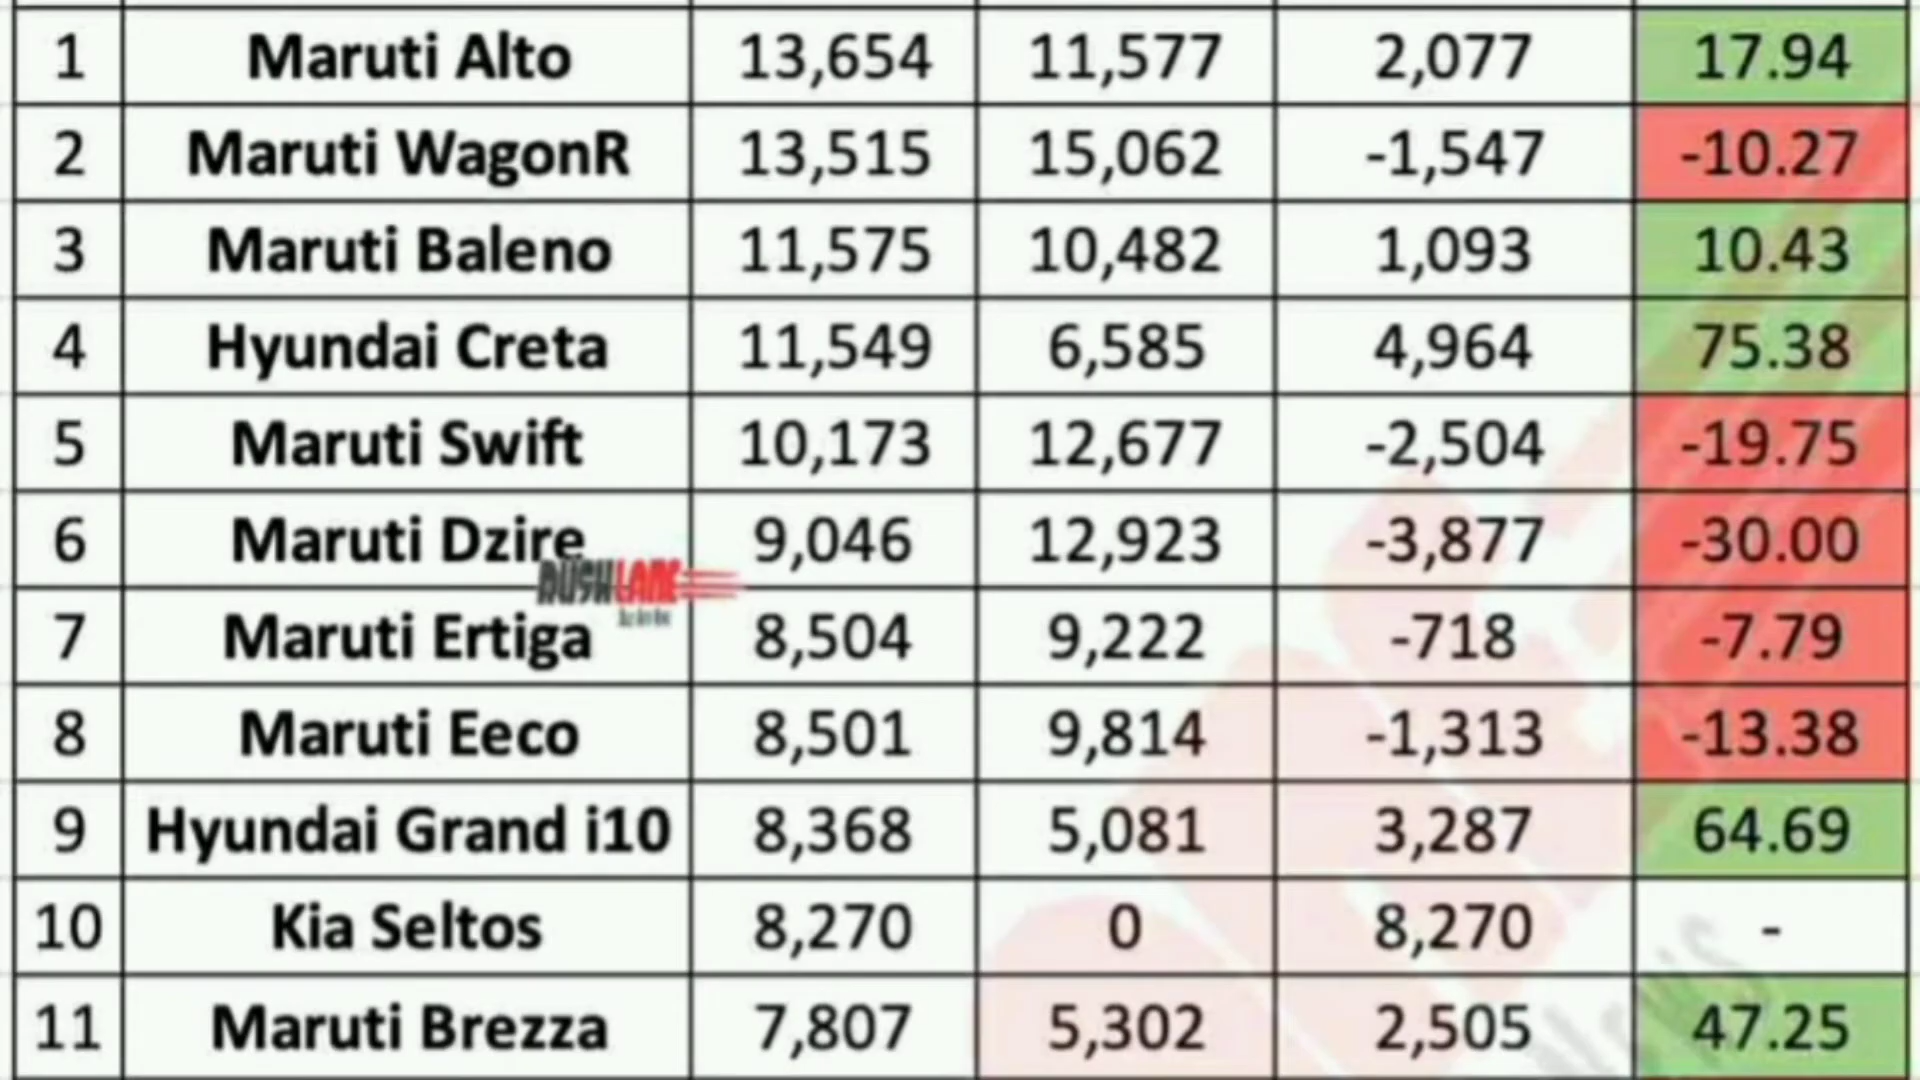 1 Maruti Alto 13,654 11,577 2,077 17.94
2 Maruti WagonR 13,515 15,062 -1,547 -10.27
3 Maruti Baleno 11,575 10,482 1,093 10.43
4 Hyundai Creta 11,549 6,585 4,964 75.38
5 Maruti Swift 10,173 12,677 -2,504 -19.75
6 Maruti Dzire 9,046 12,923 -3,877 -30.00
RUSHLANE
7 Maruti Ertiga 8,504 9,222 -718 -7.79
8 Maruti Eeco 8,501 9,814 -1,313 -13.38
9 Hyundai Grand i10 8,368 5,081 3,287 64.69
10 Kia Seltos 8,270 0 8,270 -
11 Maruti Brezza 7,807 5,302 2,505 47.25